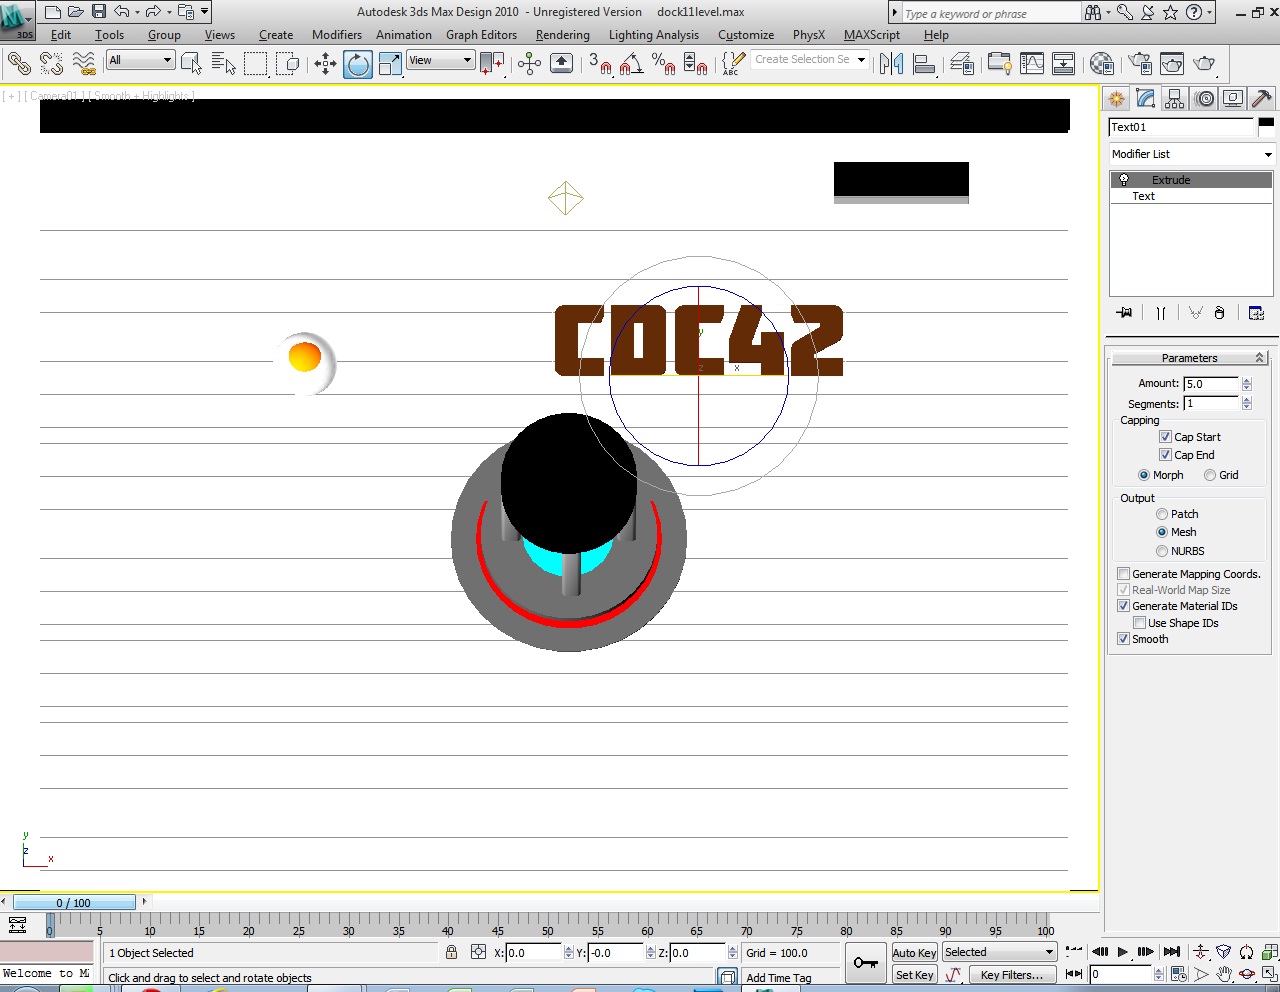 Autodesk 3ds Max Design 2010 - Unregistered Version dock11level.max
Type a keyword or phrase
3DS
Edit Tools Group Views Create Modifiers Animation Graph Editors Rendering Lighting Analysis Customize PhysX MAXScript Help
All View 3 % ABC Create Selection Se
[ + ] [ Camera01 ] [ Smooth + Highlights ]
Text01
Modifier List
Extrude
Text
CDC42
y
z x
Parameters
Amount: 5.0
Segments: 1
Capping
Cap Start
Cap End
Morph Grid
Output
Patch
Mesh
NURBS
Generate Mapping Coords.
Real-World Map Size
Generate Material IDs
Use Shape IDs
Smooth
y
z
x
0 / 100
0 5 10 15 20 25 30 35 40 45 50 55 60 65 70 75 80 85 90 95 100
1 Object Selected X: 0.0 Y: -0.0 Z: 0.0 Grid = 100.0 Auto Key Selected
Welcome to M Click and drag to select and rotate objects Add Time Tag Set Key Key Filters... 0